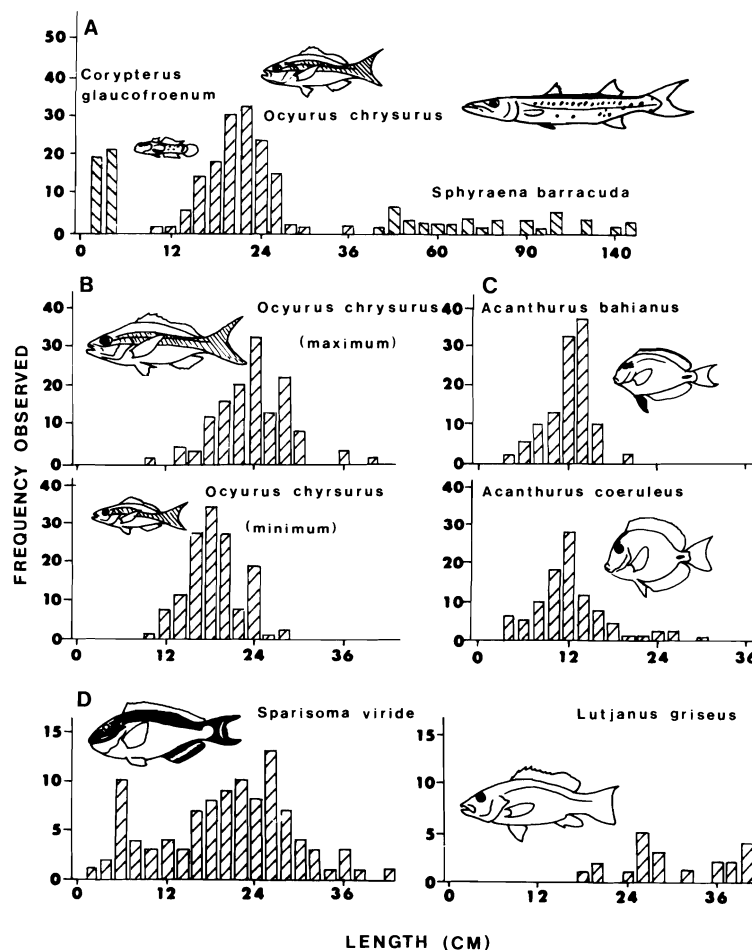 A
50
40
30
20
10
0
Corypterus
glaucofroenum
Ocyurus chrysurus
Sphyraena barracuda
0 12 24 36 60 90 140
B
Ocyurus chrysurus
(maximum)
40
30
20
10
0
C
Acanthurus bahianus
40
30
20
10
0
Ocyurus chyrsurus
(minimum)
40
30
20
10
0
0 12 24 36
Acanthurus coeruleus
40
30
20
10
0
0 12 24 36
FREQUENCY OBSERVED
D
Sparisoma viride
15
10
5
0
0 12 24 36
Lutjanus griseus
15
10
5
0
0 12 24 36
LENGTH (CM)